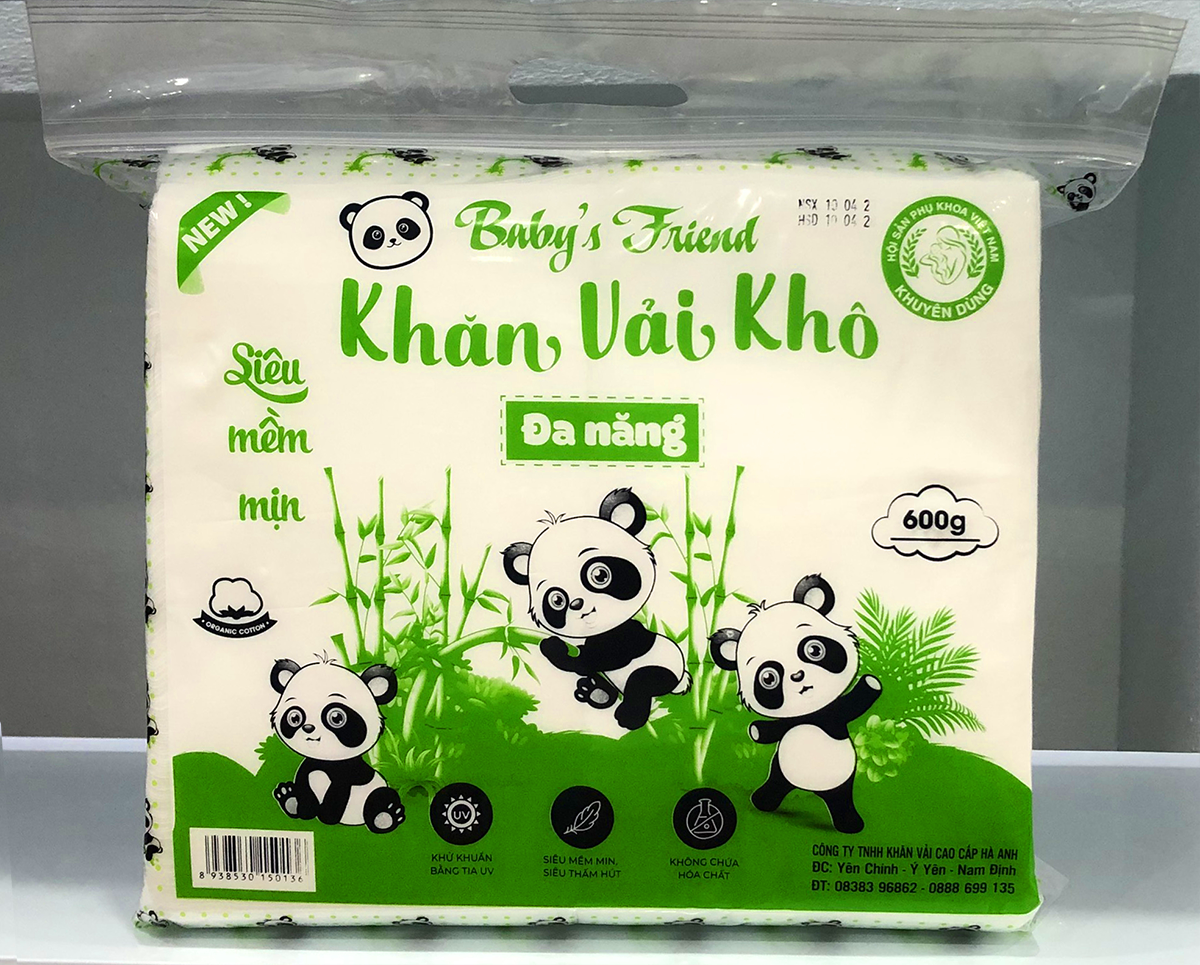 NEW !
Baby's Friend
NSX 10 04 2
HSD 10 04 2
HỘI SẢN PHỤ KHOA VIỆT NAM
KHUYÊN DÙNG
Khăn Vải Khô
Siêu
mềm
mịn
Đa năng
600g
ORGANIC COTTON
UV
KHỬ KHUẨN
BẰNG TIA UV
SIÊU MỀM MỊN,
SIÊU THẤM HÚT
KHÔNG CHỨA
HÓA CHẤT
CÔNG TY TNHH KHĂN VẢI CAO CẤP HÀ ANH
ĐC: Yên Chính - Ý Yên - Nam Định
ĐT: 08383 96862 - 0888 699 135
8 938530 150136